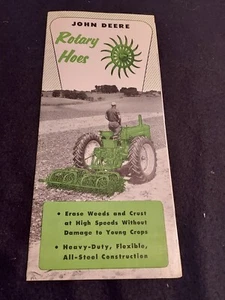 JOHN DEERE
Rotary
Hoes
• Erase Weeds and Crust
at High Speeds Without
Damage to Young Crops
• Heavy-Duty, Flexible,
All-Steel Construction